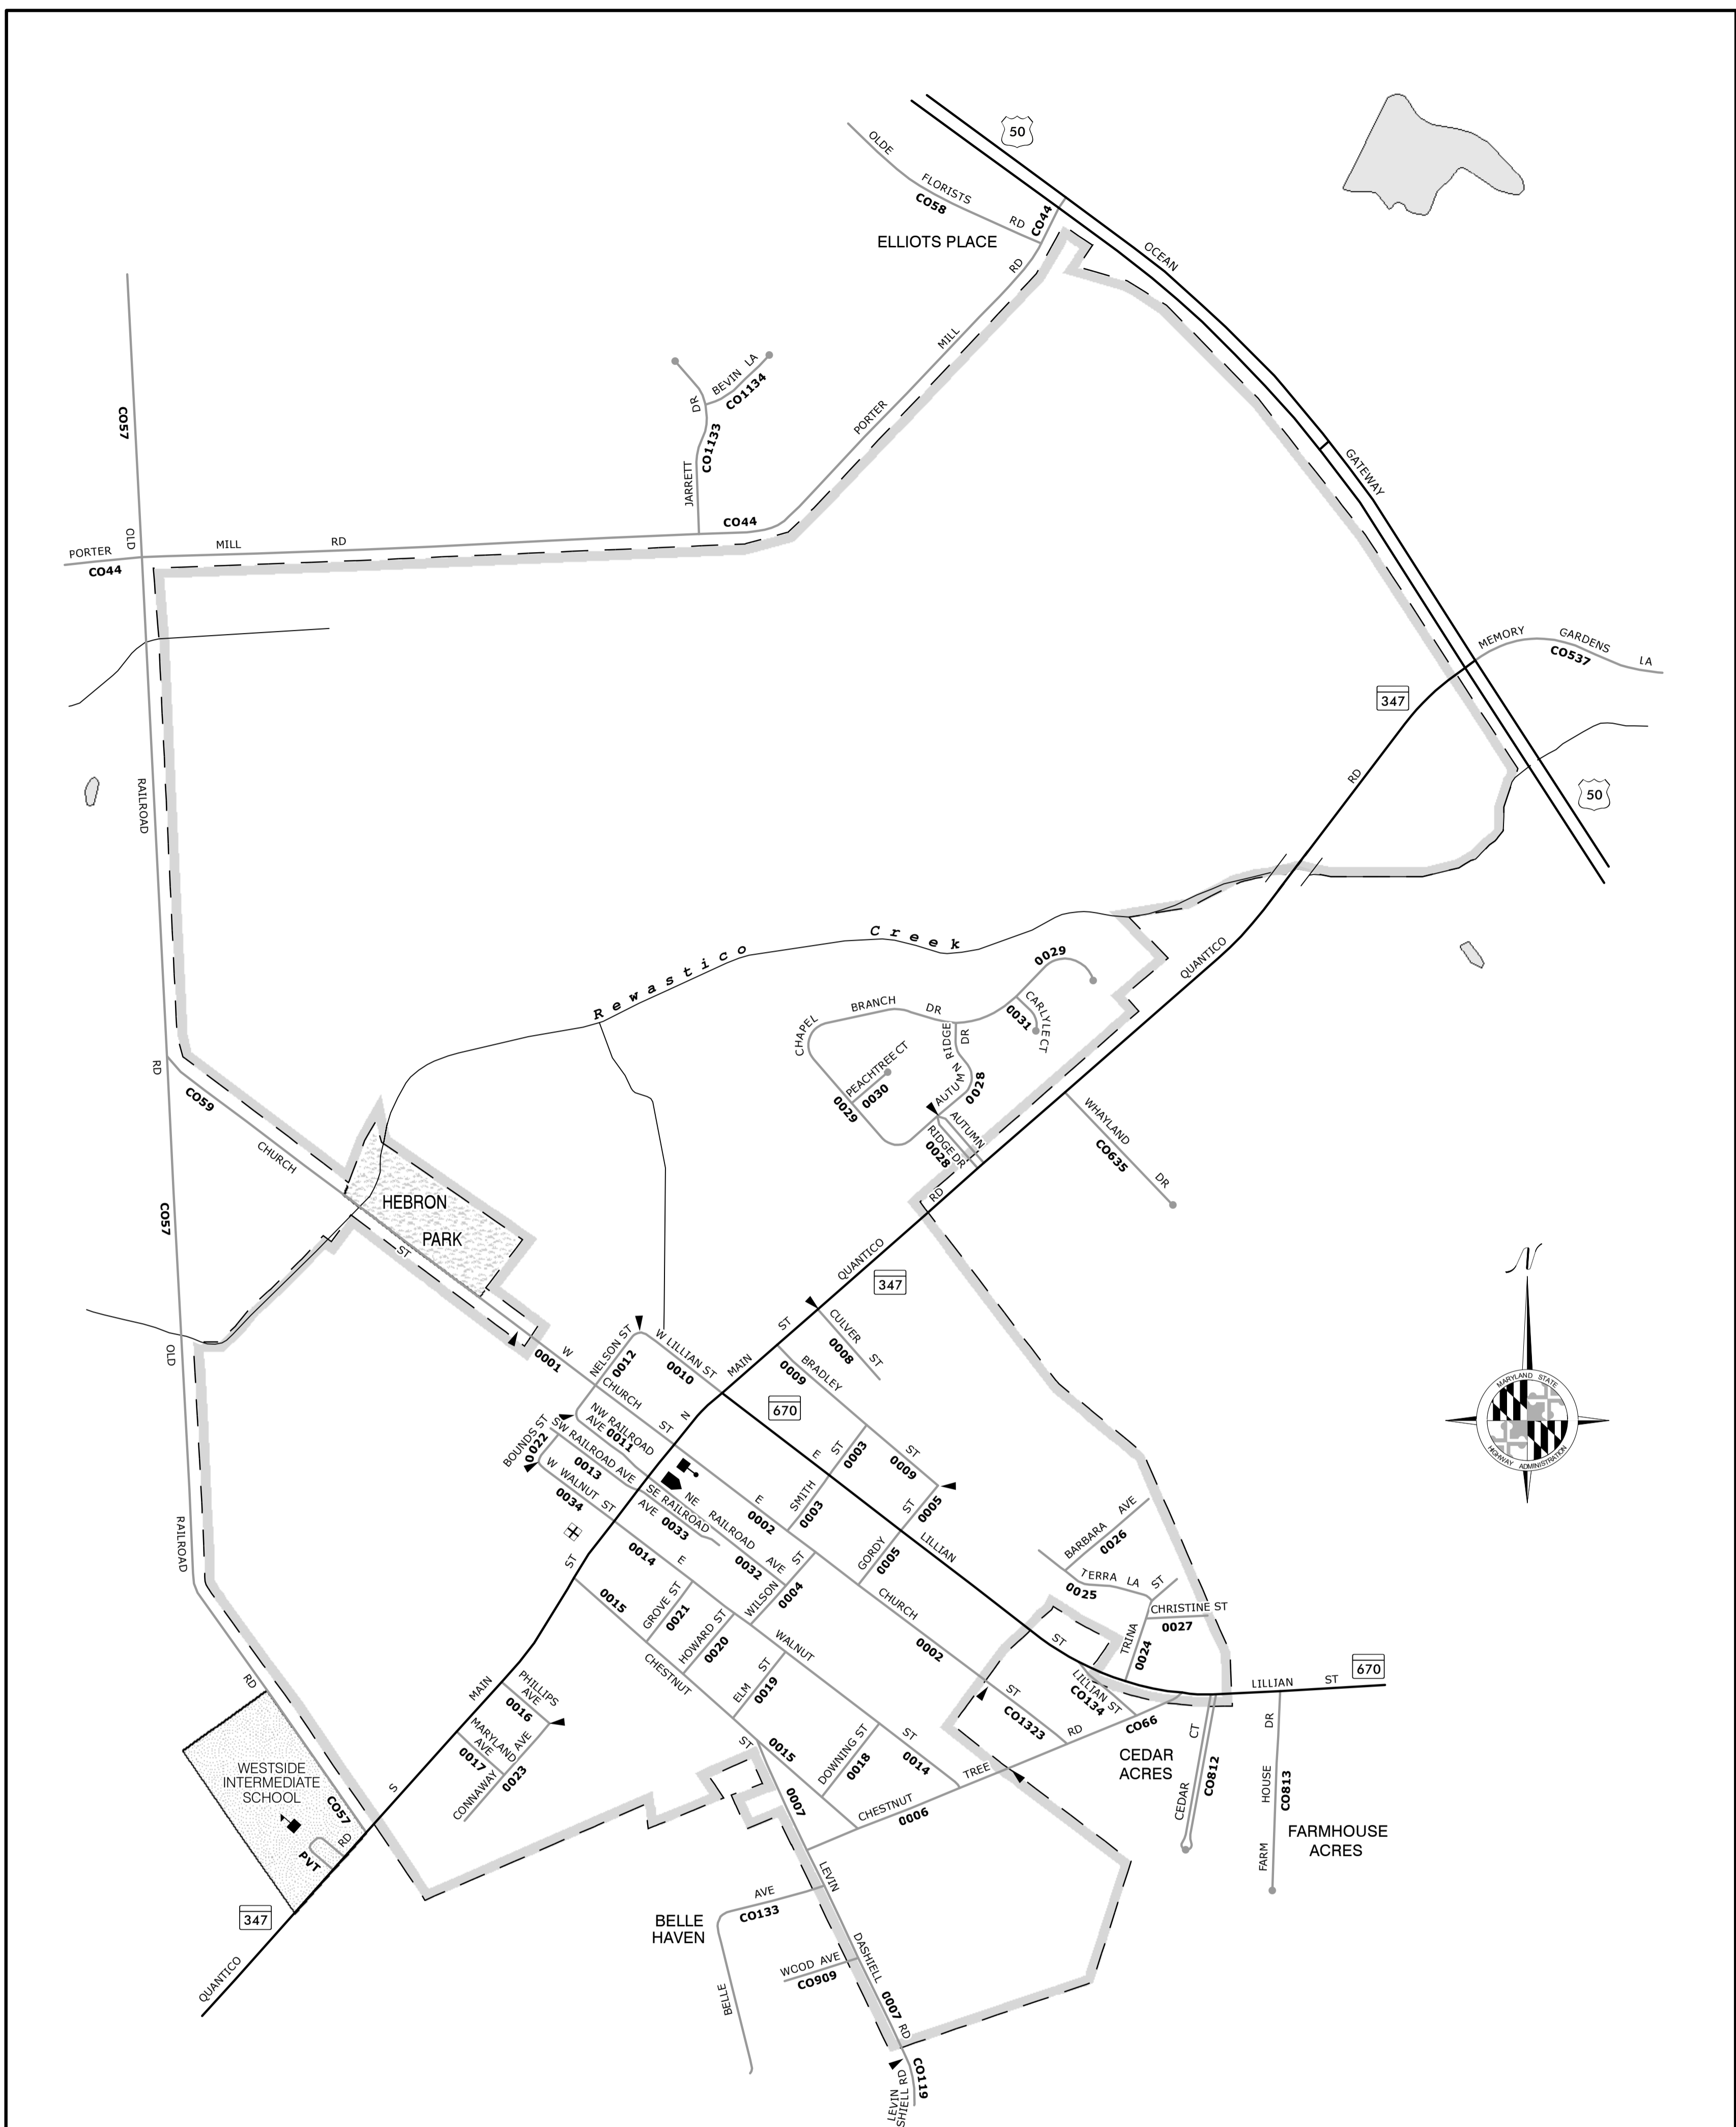 50
OLDE
FLORISTS
RD
CO58
CO44
ELLIOTS PLACE
OCEAN
GATEWAY
RD
MILL
PORTER
BEVIN LA
CO1134
DR
CO1133
JARRETT
CO57
OLD
CO44
PORTER
CO44
MILL
RD
MEMORY
GARDENS
LA
CO537
347
RD
50
RAILROAD
Rewastico
Creek
QUANTICO
0029
CARLYLE CT
0031
CHAPEL
BRANCH
DR
RIDGE
DR
AUTUMN
0028
PEACHTREE CT
0030
0029
AUTUMN
RIDGE DR
0028
WHAYLAND
DR
CO635
RD
CO59
CHURCH
HEBRON
PARK
ST
CO57
RD
QUANTICO
347
ST
MAIN
N
CULVER
ST
0008
BRADLEY
0009
ST
0009
OLD
0001
W
CHURCH
ST
NELSON ST
0012
W LILLIAN ST
0010
670
NW RAILROAD
AVE 0011
BOUNDS ST
0022
SW RAILROAD AVE
0013
W WALNUT ST
0034
SE RAILROAD
AVE 0033
NE RAILROAD AVE
0032
E
0002
CHURCH
0002
ST
SMITH
ST
0003
0003
GORDY
ST
0005
0005
E
LILLIAN
ST
WILSON
ST
0004
0014
E
WALNUT
ST
0014
ST
0015
GROVE ST
0021
HOWARD ST
0020
CHESTNUT
ST
0015
ELM
ST
0019
DOWNING ST
0018
BARBARA
AVE
0026
TERRA LA
0025
ST
TRINA
0024
CHRISTINE ST
0027
LILLIAN ST
CO134
CO1323
CO66
CHESTNUT
TREE
RD
0006
LILLIAN
ST
670
CEDAR
ACRES
CEDAR
CT
CO812
FARM
HOUSE
DR
CO813
FARMHOUSE
ACRES
MARYLAND STATE
HIGHWAY ADMINISTRATION
RAILROAD
RD
MAIN
S
PHILLIPS
AVE
0016
MARYLAND
AVE
0017
CONNAWAY
AVE
0023
WESTSIDE
INTERMEDIATE
SCHOOL
CO57
RD
PVT
347
QUANTICO
0007
LEVIN
DASHIELL
0007
RD
BELLE
HAVEN
AVE
CO133
BELLE
WCOD AVE
CO909
CO119
LEVIN
SHIELL RD